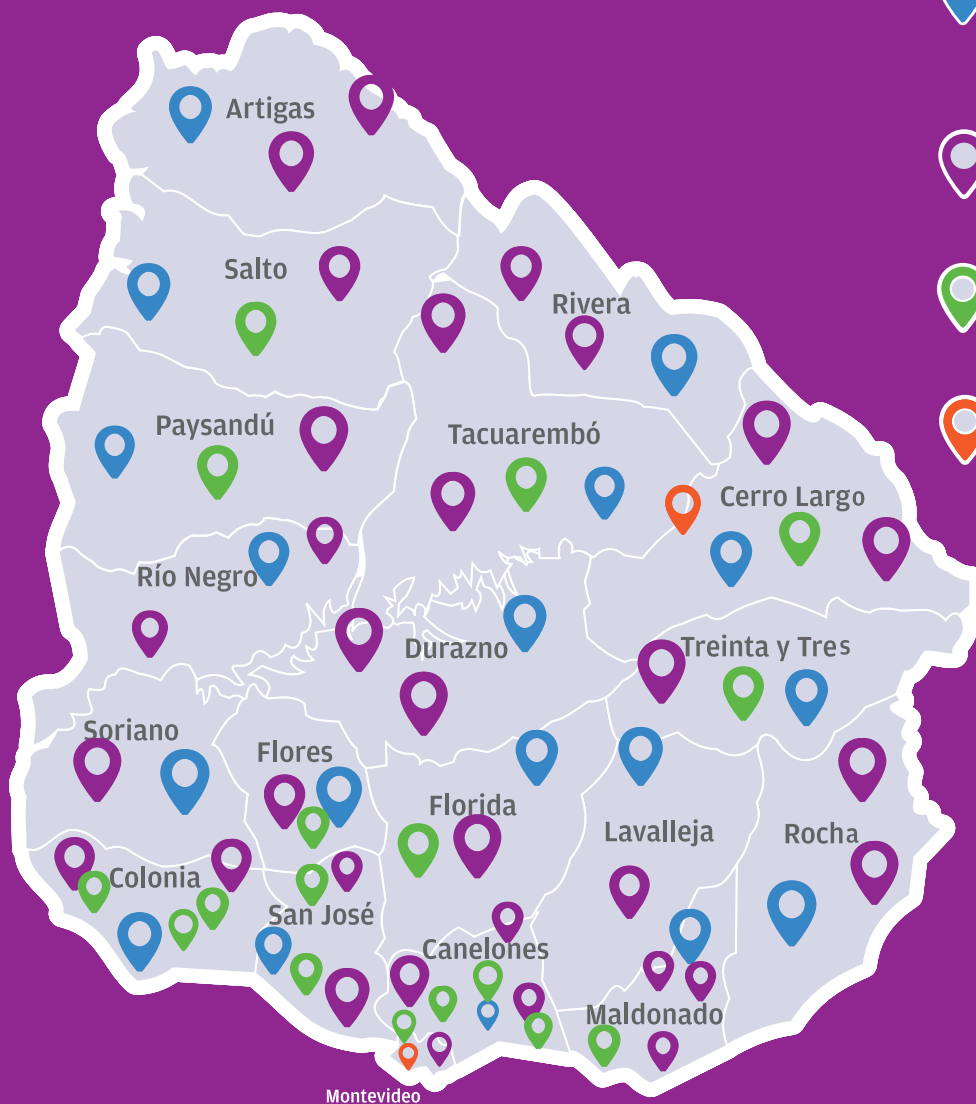 Artigas
Salto
Rivera
Paysandú
Tacuarembó
Cerro Largo
Río Negro
Durazno
Treinta y Tres
Soriano
Flores
Florida
Lavalleja
Rocha
Colonia
San José
Canelones
Maldonado
Montevideo